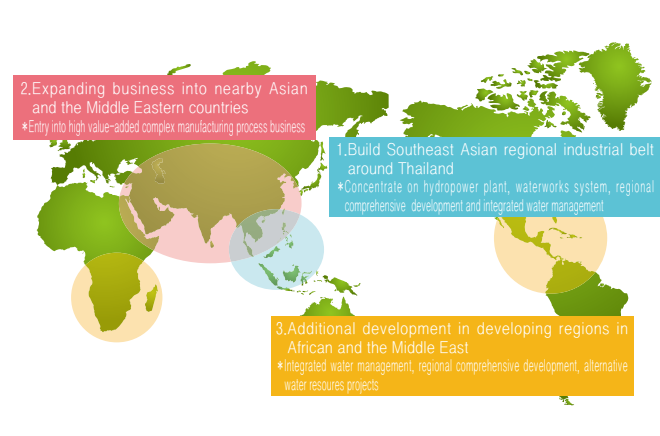 2.Expanding business into nearby Asian
and the Middle Eastern countries
*Entry into high value-added complex manufacturing process business
1.Build Southeast Asian regional industrial belt
around Thailand
*Concentrate on hydropower plant, waterworks system, regional
comprehensive development and integrated water management
3.Additional development in developing regions in
African and the Middle East
*Integrated water management, regional comprehensive development, alternative
water resoures projects